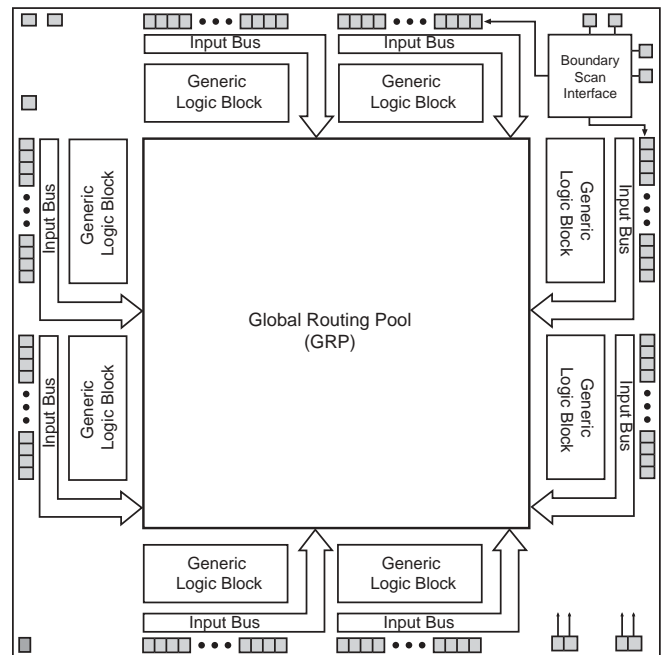 Input Bus
Input Bus
Generic
Logic Block
Generic
Logic Block
Boundary
Scan
Interface
Input Bus
Generic
Logic Block
Generic
Logic Block
Input Bus
Global Routing Pool
(GRP)
Input Bus
Generic
Logic Block
Generic
Logic Block
Input Bus
Generic
Logic Block
Generic
Logic Block
Input Bus
Input Bus